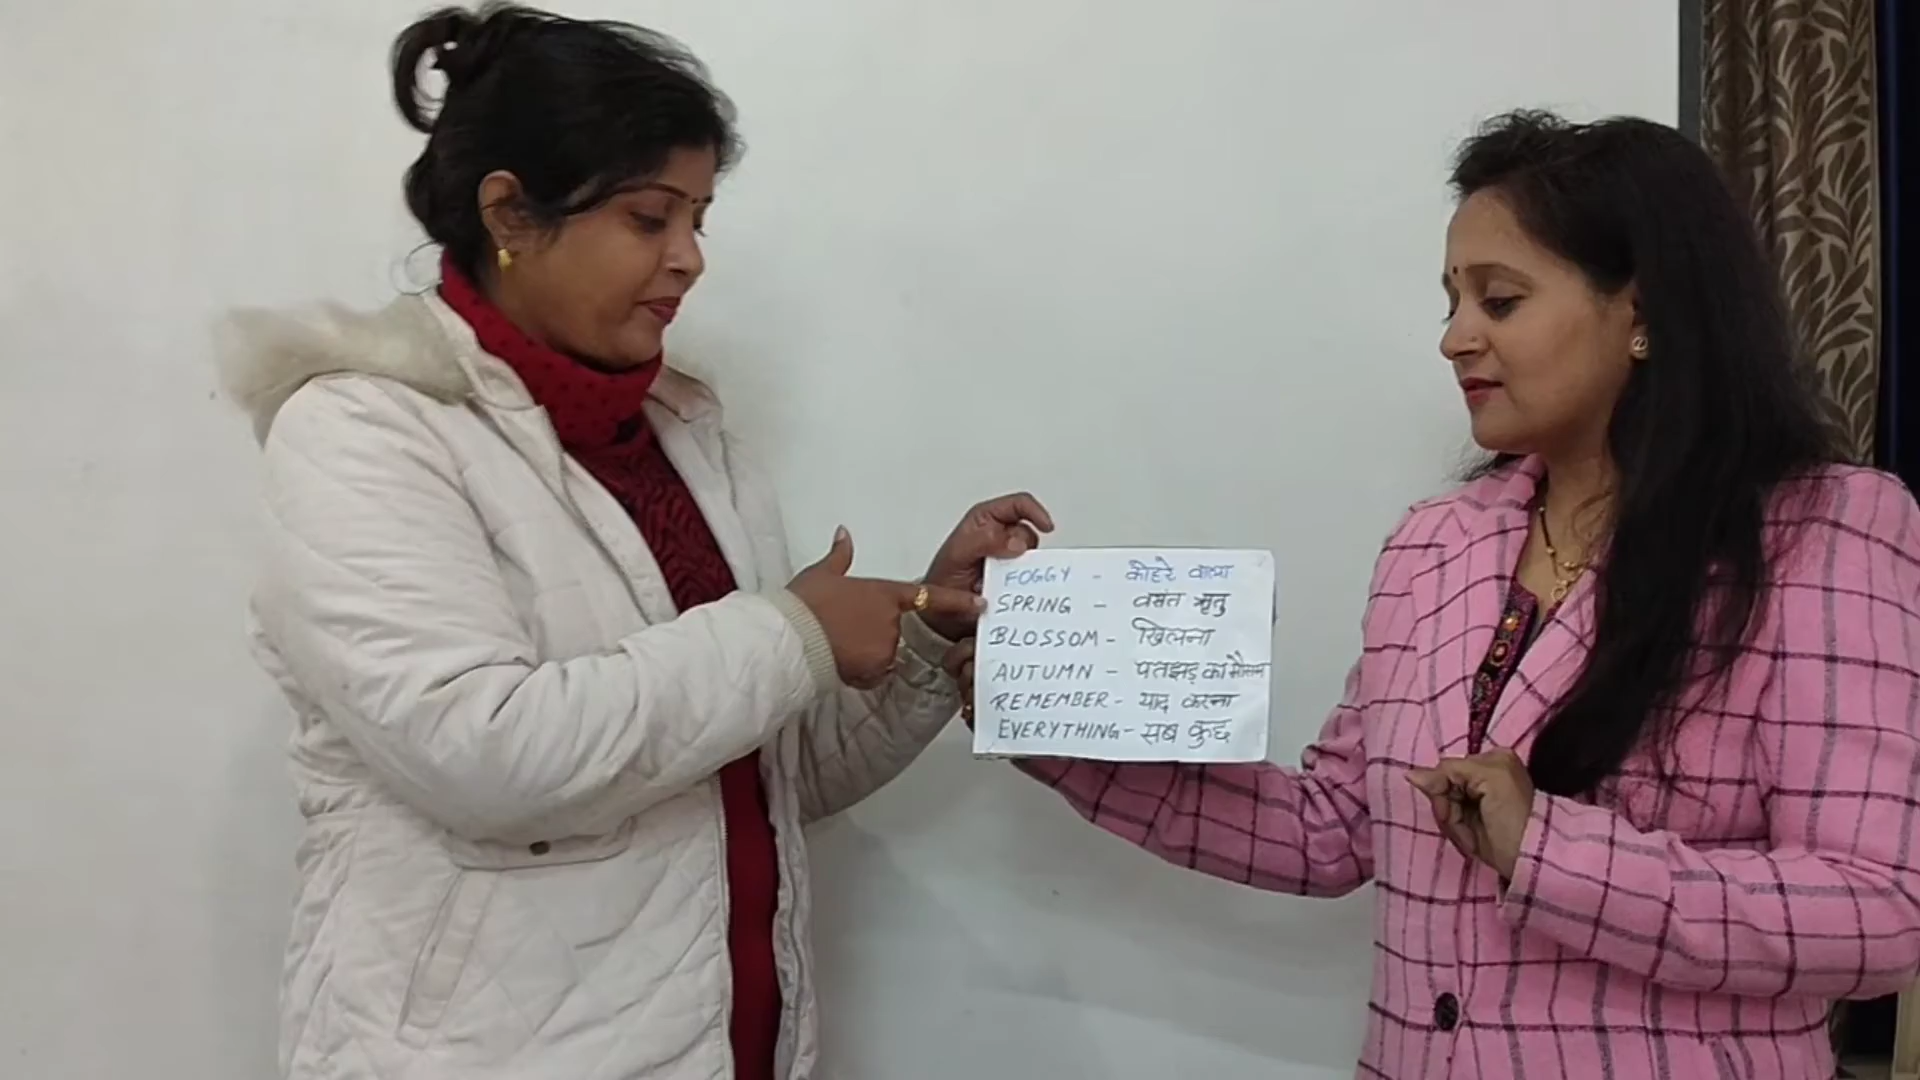 FOGGY - कोहरे वाला
SPRING - वसंत ऋतु
BLOSSOM - खिलना
AUTUMN - पतझड़ का मौसम
REMEMBER - याद करना
EVERYTHING - सब कुछ